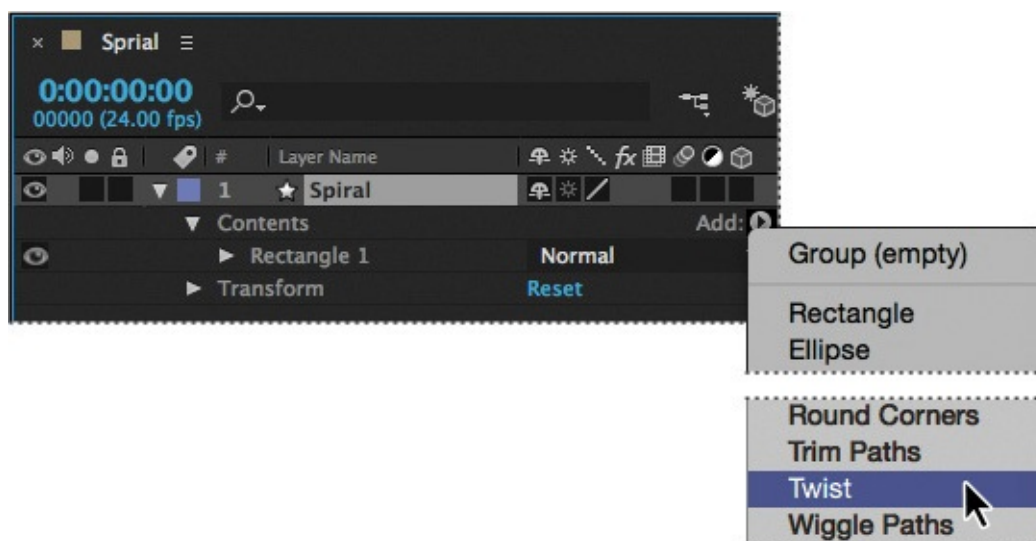 × Sprial ≡
0:00:00:00
00000 (24.00 fps)
# Layer Name fx
1 Spiral
Contents Add:
Rectangle 1 Normal
Transform Reset
Group (empty)
Rectangle
Ellipse
Round Corners
Trim Paths
Twist
Wiggle Paths